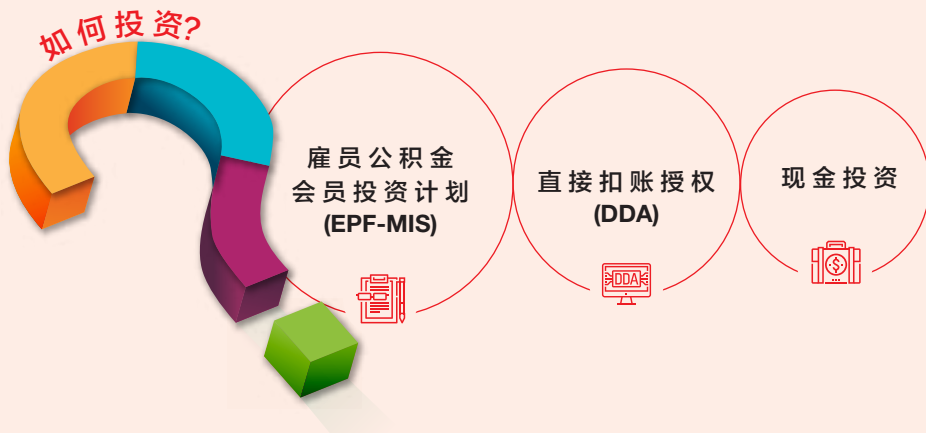 如何投资?
雇员公积金
会员投资计划
(EPF-MIS)
直接扣账授权
(DDA)
现金投资
DDA
$